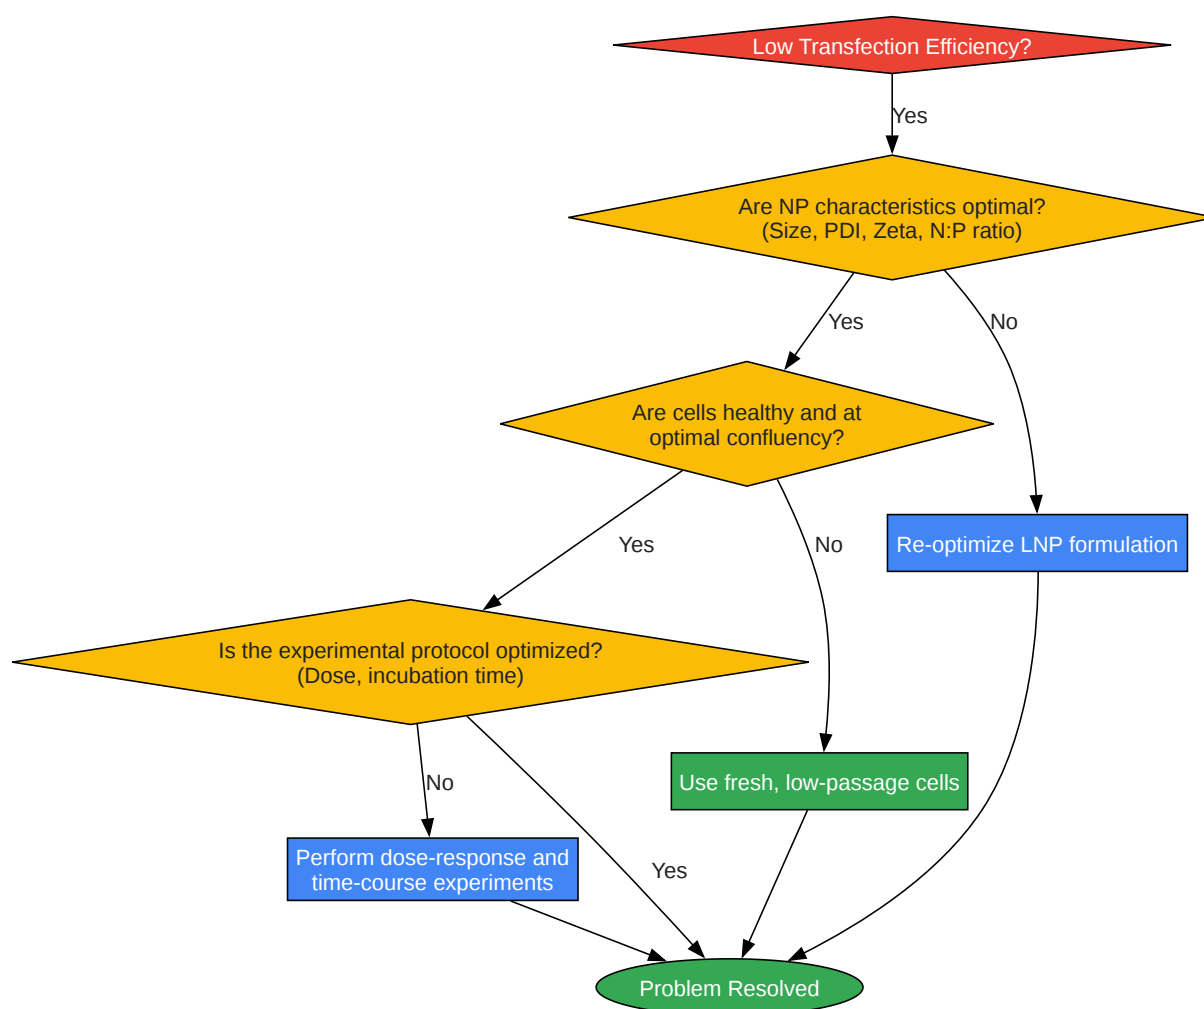 Low Transfection Efficiency?
Yes
Are NP characteristics optimal?
(Size, PDI, Zeta, N:P ratio)
Yes
No
Are cells healthy and at
optimal confluency?
Yes
No
Re-optimize LNP formulation
Is the experimental protocol optimized?
(Dose, incubation time)
No
Use fresh, low-passage cells
Perform dose-response and
time-course experiments
Yes
Problem Resolved